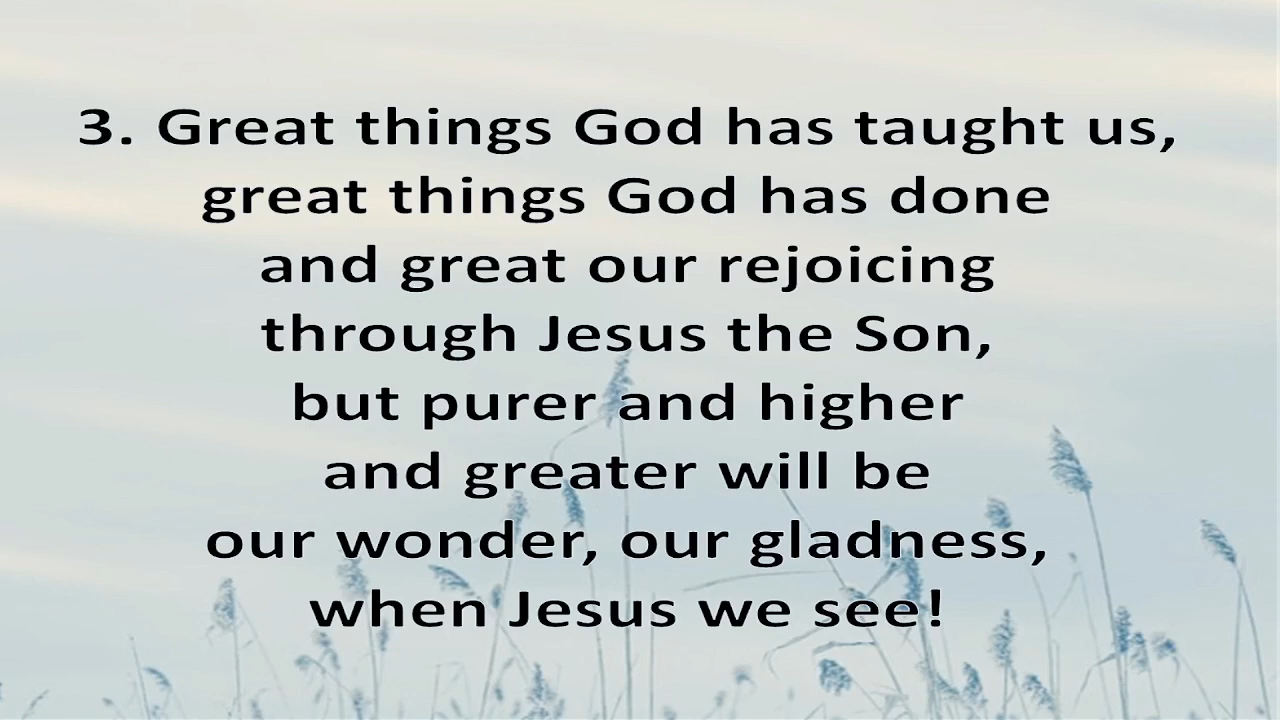 3. Great things God has taught us,
great things God has done
and great our rejoicing
through Jesus the Son,
but purer and higher
and greater will be
our wonder, our gladness,
when Jesus we see!